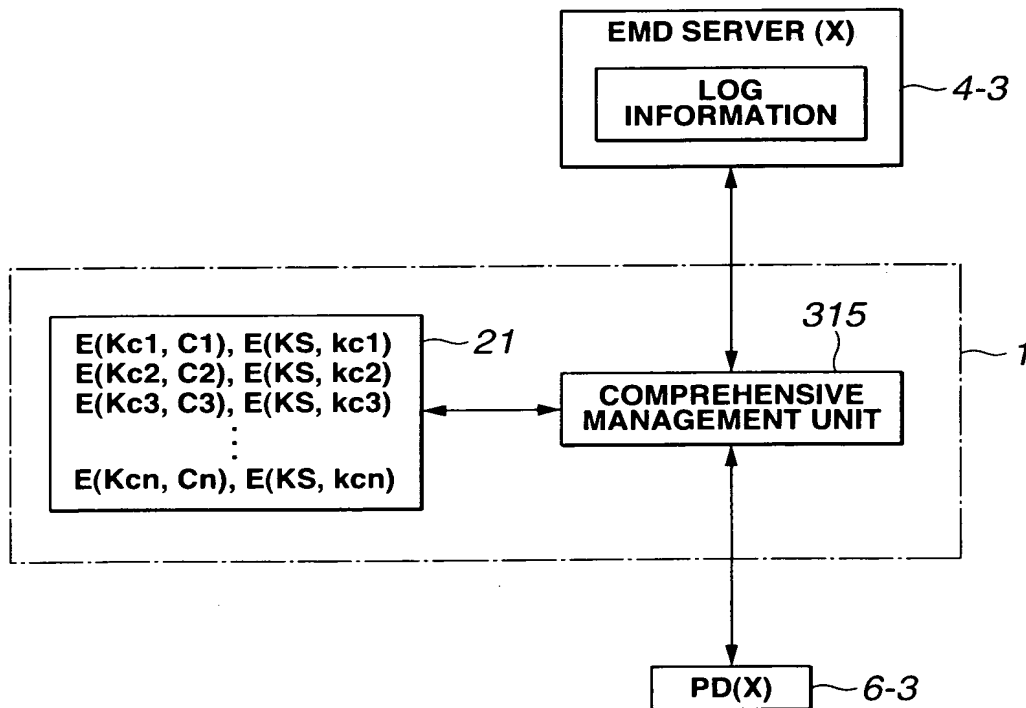 EMD SERVER (X)
LOG
INFORMATION
4-3
E(Kc1, C1), E(KS, kc1)
E(Kc2, C2), E(KS, kc2)
E(Kc3, C3), E(KS, kc3)
⋮
E(Kcn, Cn), E(KS, kcn)
21
315
COMPREHENSIVE
MANAGEMENT UNIT
1
PD(X)
6-3